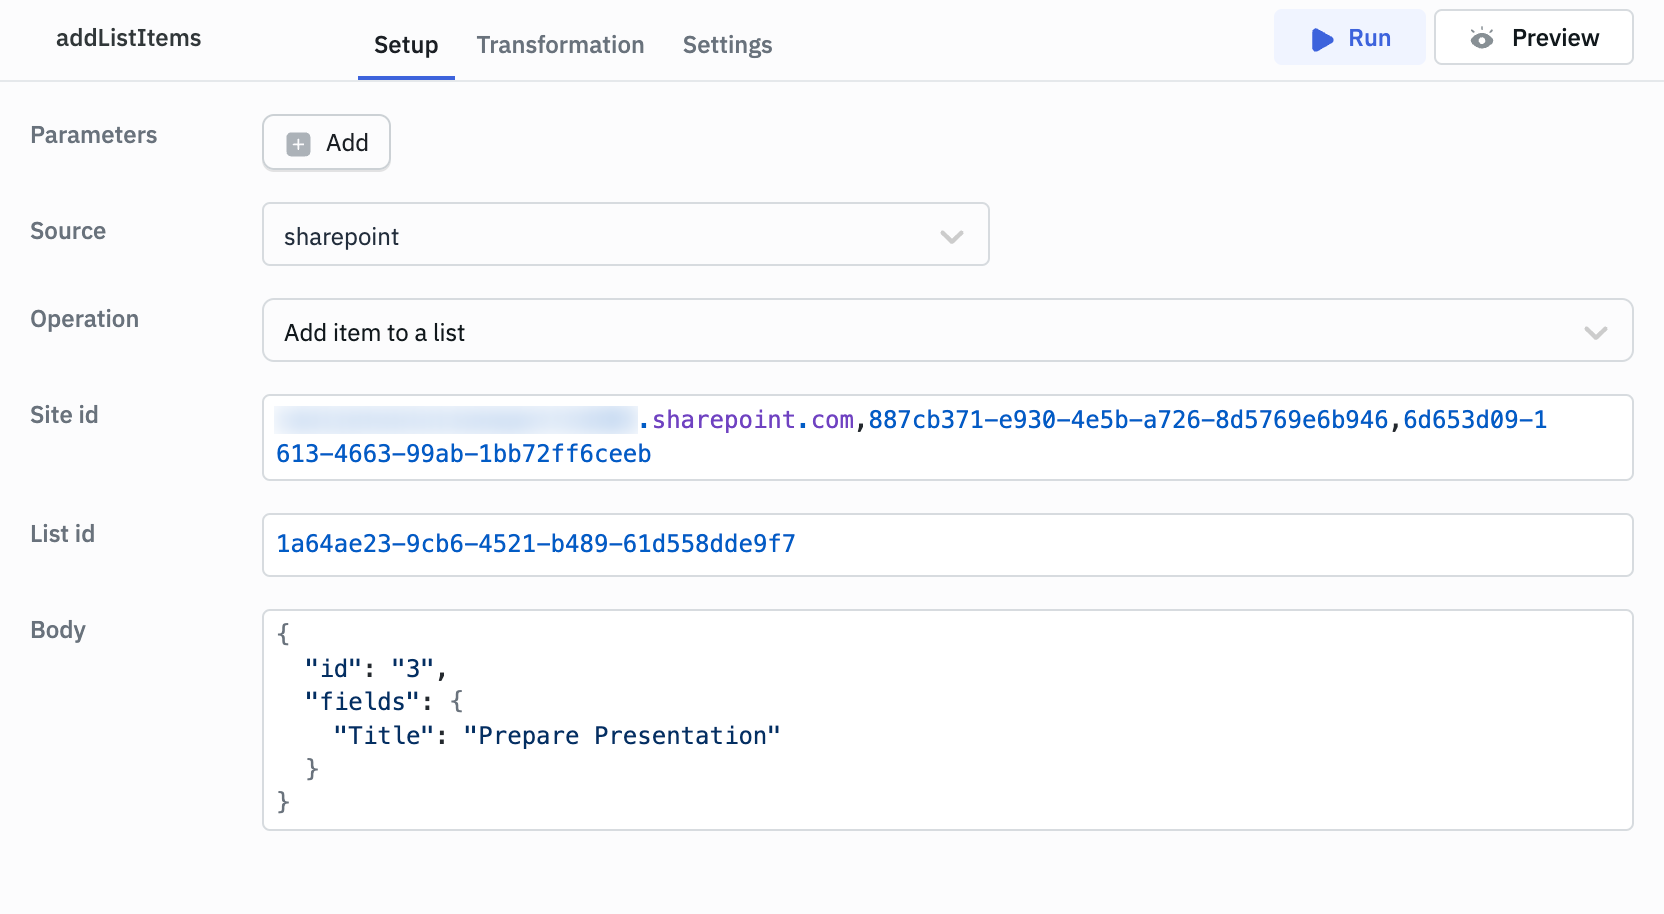 addListItems
Setup
Transformation
Settings
Run
Preview
Parameters
Add
Source
sharepoint
Operation
Add item to a list
Site id
.sharepoint.com,887cb371-e930-4e5b-a726-8d5769e6b946,6d653d09-1
613-4663-99ab-1bb72ff6ceeb
List id
1a64ae23-9cb6-4521-b489-61d558dde9f7
Body
{
"id": "3",
"fields": {
"Title": "Prepare Presentation"
}
}